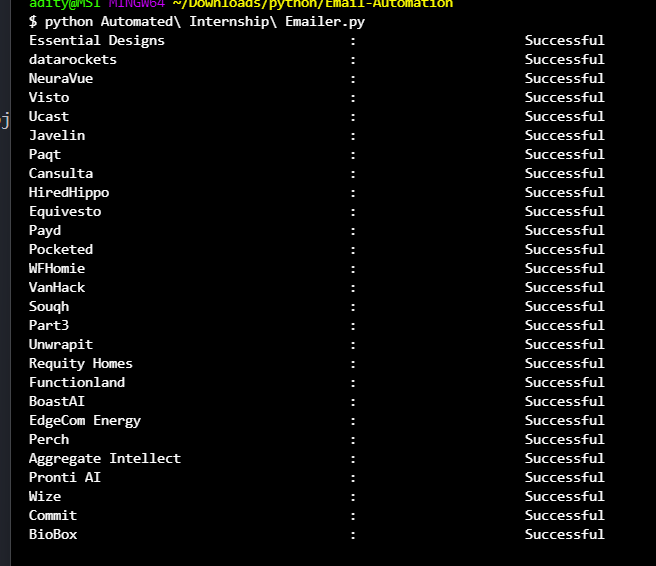 adity@MSI MINGW64 ~/Downloads/python/Email-Automation
$ python Automated\ Internship\ Emailer.py
Essential Designs : Successful
datarockets : Successful
NeuraVue : Successful
Visto : Successful
Ucast : Successful
Javelin : Successful
Paqt : Successful
Cansulta : Successful
HiredHippo : Successful
Equivesto : Successful
Payd : Successful
Pocketed : Successful
WFHomie : Successful
VanHack : Successful
Souqh : Successful
Part3 : Successful
Unwrapit : Successful
Requity Homes : Successful
Functionland : Successful
BoastAI : Successful
EdgeCom Energy : Successful
Perch : Successful
Aggregate Intellect : Successful
Pronti AI : Successful
Wize : Successful
Commit : Successful
BioBox : Successful